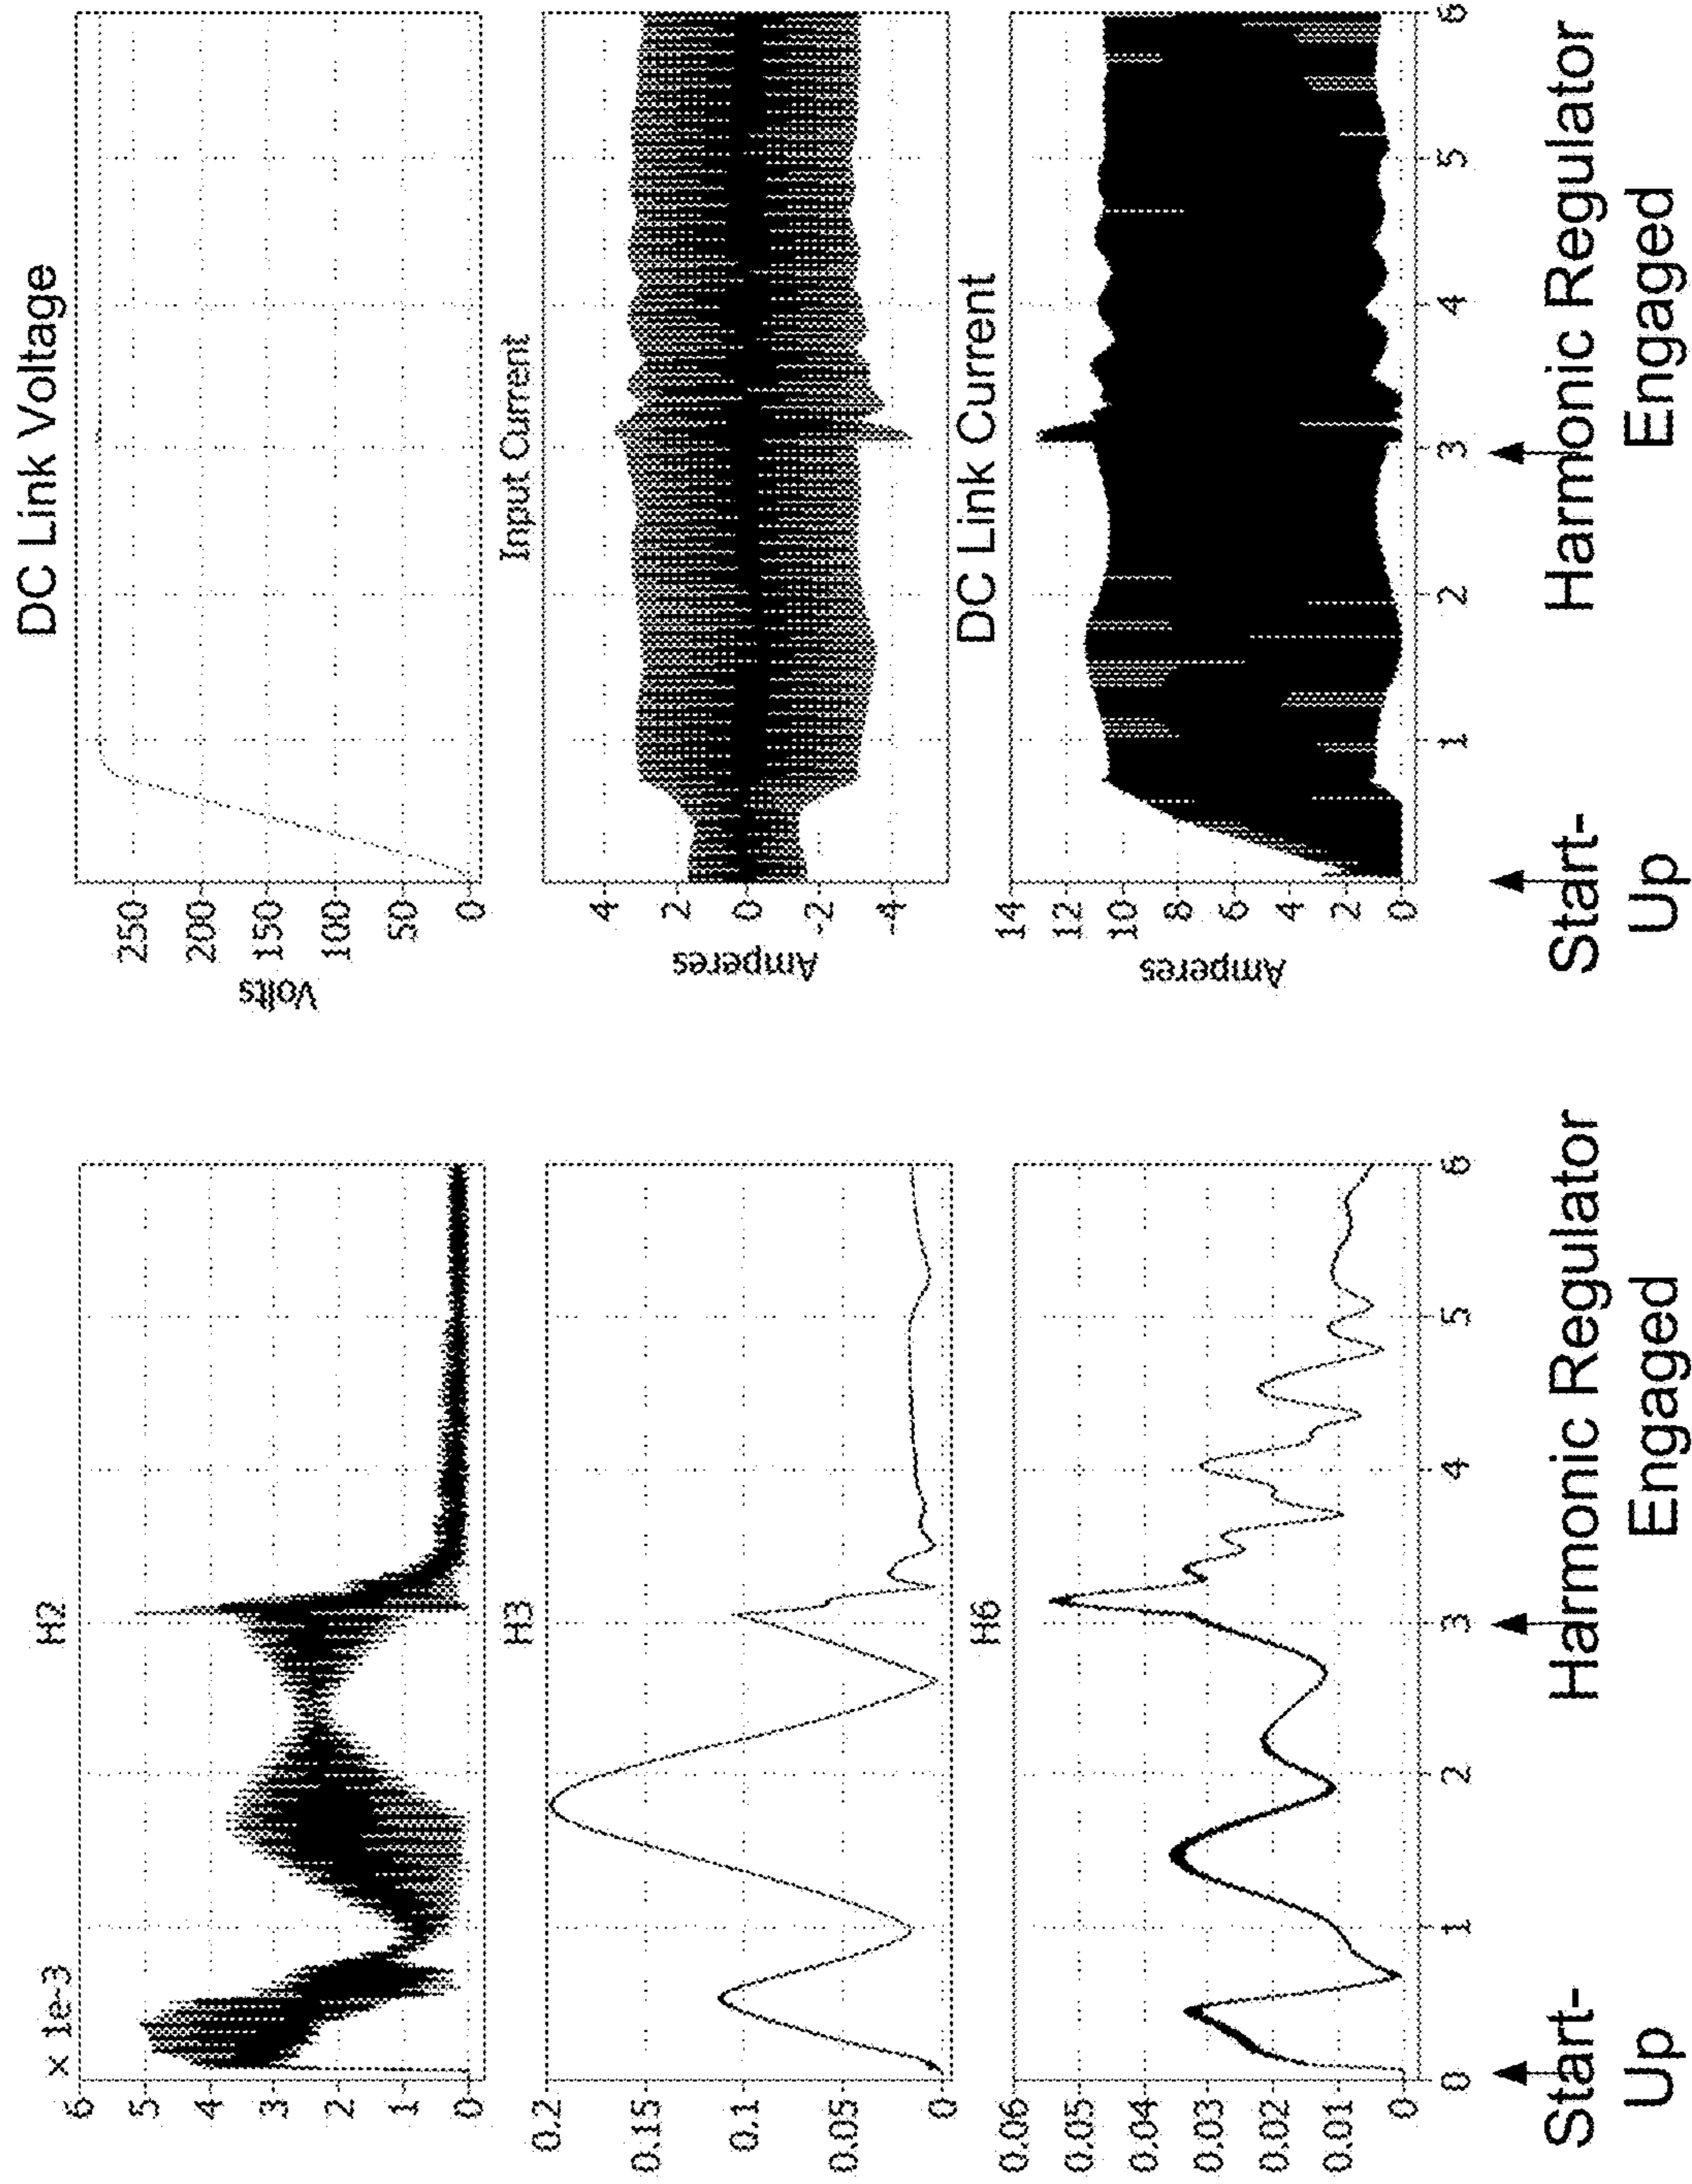 × 1e-3
H2
6
5
4
3
2
1
0
H3
0.2
0.15
0.1
0.05
0
H6
0.06
0.05
0.04
0.03
0.02
0.01
0
0 1 2 3 4 5 6
Start-
Up
Harmonic Regulator
Engaged
DC Link Voltage
Volts
250
200
150
100
50
0
Input Current
Amperes
4
2
0
-2
-4
DC Link Current
Amperes
14
12
10
8
6
4
2
0
1 2 3 4 5 6
Start-
Up
Harmonic Regulator
Engaged